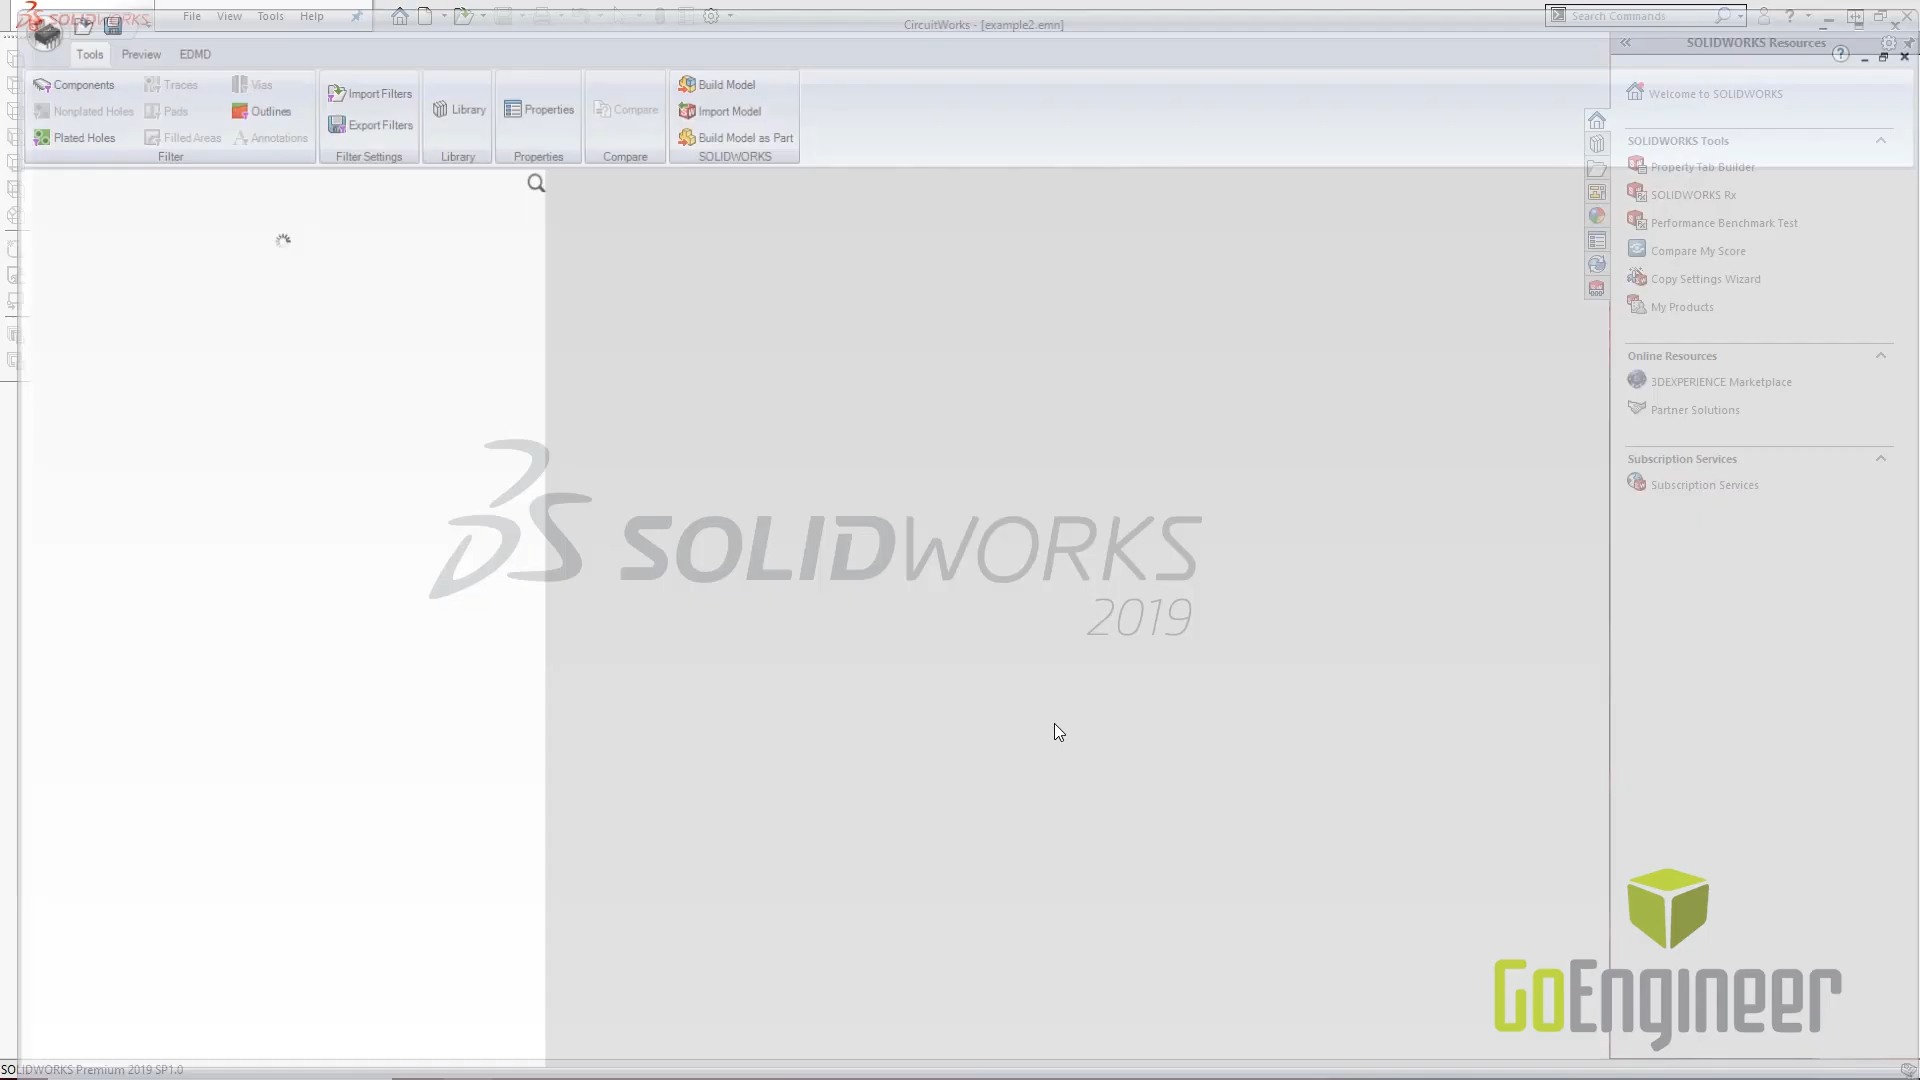 SOLIDWORKS
File View Tools Help
CircuitWorks - [example2.emn]
Search Commands
SOLIDWORKS Resources
Tools Preview EDMD
Components Traces Vias
Nonplated Holes Pads Outlines
Plated Holes Filled Areas Annotations
Filter
Import Filters
Export Filters
Filter Settings
Library
Library
Properties
Properties
Compare
Compare
Build Model
Import Model
Build Model as Part
SOLIDWORKS
Welcome to SOLIDWORKS
SOLIDWORKS Tools
Property Tab Builder
SOLIDWORKS Rx
Performance Benchmark Test
Compare My Score
Copy Settings Wizard
My Products
Online Resources
3DEXPERIENCE Marketplace
Partner Solutions
Subscription Services
Subscription Services
SOLIDWORKS
2019
GoEngineer
SOLIDWORKS Premium 2019 SP1.0